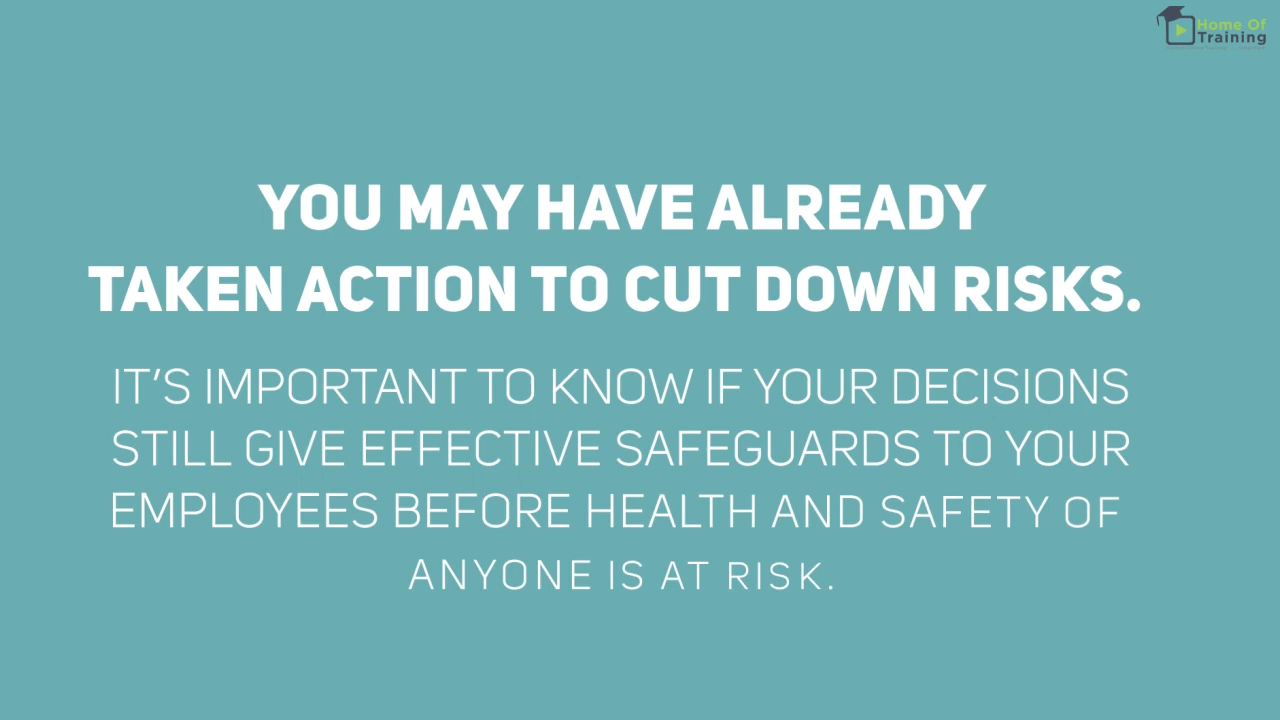 Home Of
Training
YOU MAY HAVE ALREADY
TAKEN ACTION TO CUT DOWN RISKS.
IT'S IMPORTANT TO KNOW IF YOUR DECISIONS
STILL GIVE EFFECTIVE SAFEGUARDS TO YOUR
EMPLOYEES BEFORE HEALTH AND SAFETY OF
ANYONE IS AT RISK.